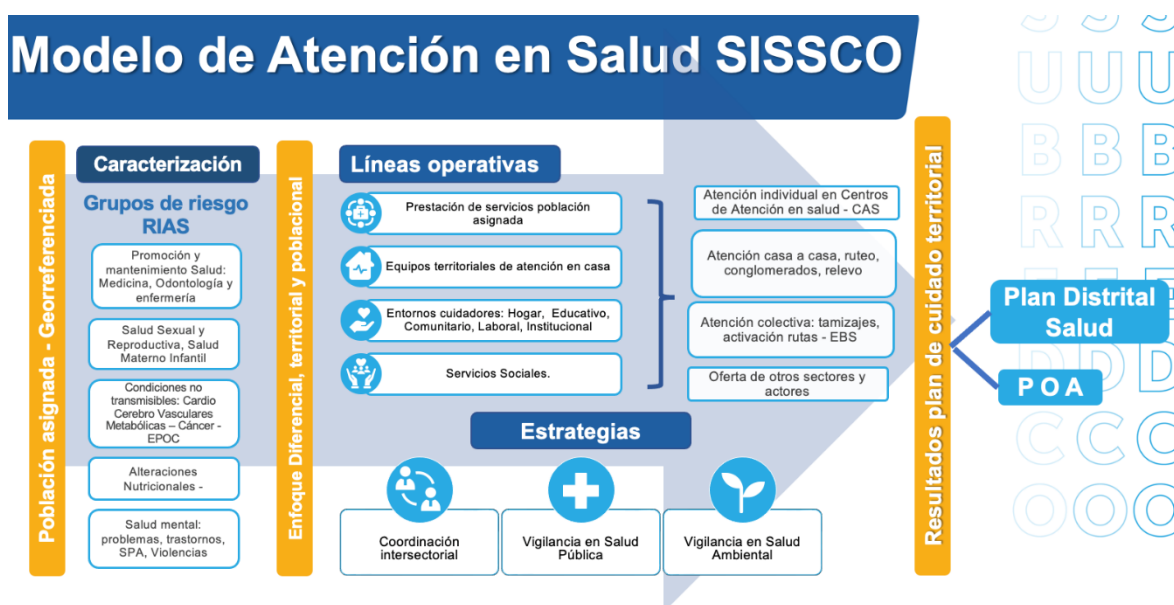 Modelo de Atención en Salud SISSCO
Población asignada - Georreferenciada
Caracterización
Grupos de riesgo
RIAS
Promoción y
mantenimiento Salud:
Medicina, Odontología y
enfermería
Salud Sexual y
Reproductiva, Salud
Materno Infantil
Condiciones no
transmisibles: Cardio
Cerebro Vasculares
Metabólicas – Cáncer -
EPOC
Alteraciones
Nutricionales -
Salud mental:
problemas, trastornos,
SPA, Violencias
Enfoque Diferencial, territorial y poblacional
Líneas operativas
Prestación de servicios población
asignada
Equipos territoriales de atención en casa
Entornos cuidadores: Hogar, Educativo,
Comunitario, Laboral, Institucional
Servicios Sociales.
Atención individual en Centros
de Atención en salud - CAS
Atención casa a casa, ruteo,
conglomerados, relevo
Atención colectiva: tamizajes,
activación rutas - EBS
Oferta de otros sectores y
actores
Estrategias
Coordinación
intersectorial
Vigilancia en Salud
Pública
Vigilancia en Salud
Ambiental
Resultados plan de cuidado territorial
Plan Distrital
Salud
P O A
S S S
U U U
B B B
R R R
E E E
D D D
C C C
O O O